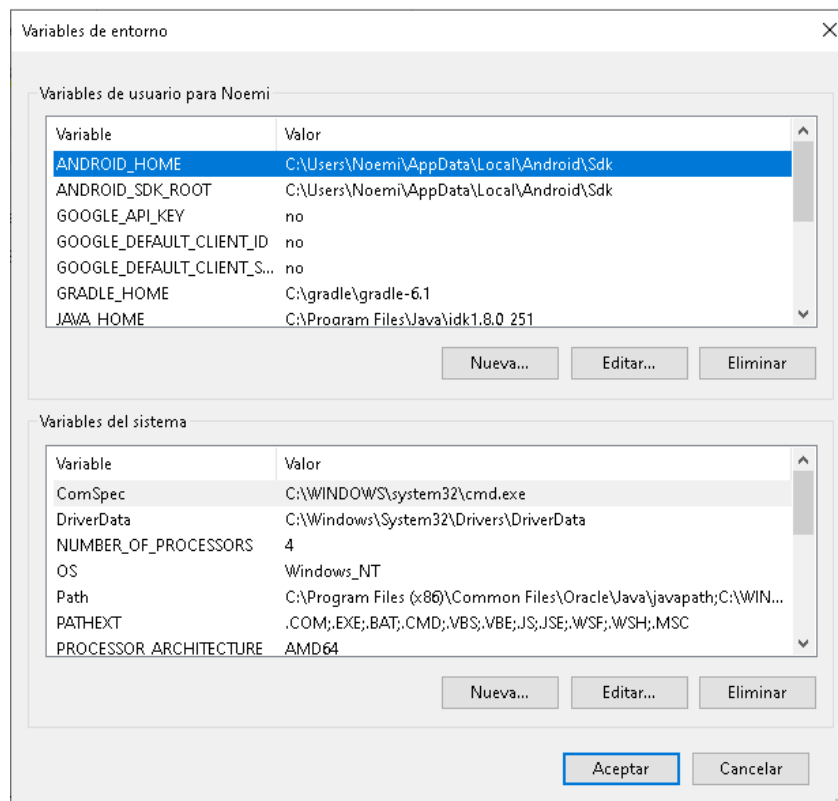 Variables de entorno
Variables de usuario para Noemi
Variable Valor
ANDROID_HOME C:\Users\Noemi\AppData\Local\Android\Sdk
ANDROID_SDK_ROOT C:\Users\Noemi\AppData\Local\Android\Sdk
GOOGLE_API_KEY no
GOOGLE_DEFAULT_CLIENT_ID no
GOOGLE_DEFAULT_CLIENT_S... no
GRADLE_HOME C:\gradle\gradle-6.1
JAVA_HOME C:\Program Files\Java\jdk1.8.0_251
Nueva... Editar... Eliminar
Variables del sistema
Variable Valor
ComSpec C:\WINDOWS\system32\cmd.exe
DriverData C:\Windows\System32\Drivers\DriverData
NUMBER_OF_PROCESSORS 4
OS Windows_NT
Path C:\Program Files (x86)\Common Files\Oracle\Java\javapath;C:\WIN...
PATHEXT .COM;.EXE;.BAT;.CMD;.VBS;.VBE;.JS;.JSE;.WSF;.WSH;.MSC
PROCESSOR_ARCHITECTURE AMD64
Nueva... Editar... Eliminar
Aceptar Cancelar